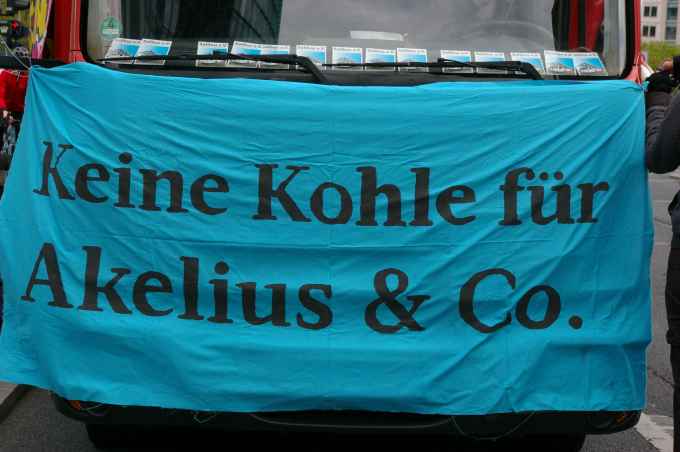 Keine Kohle für
Akelius & Co.